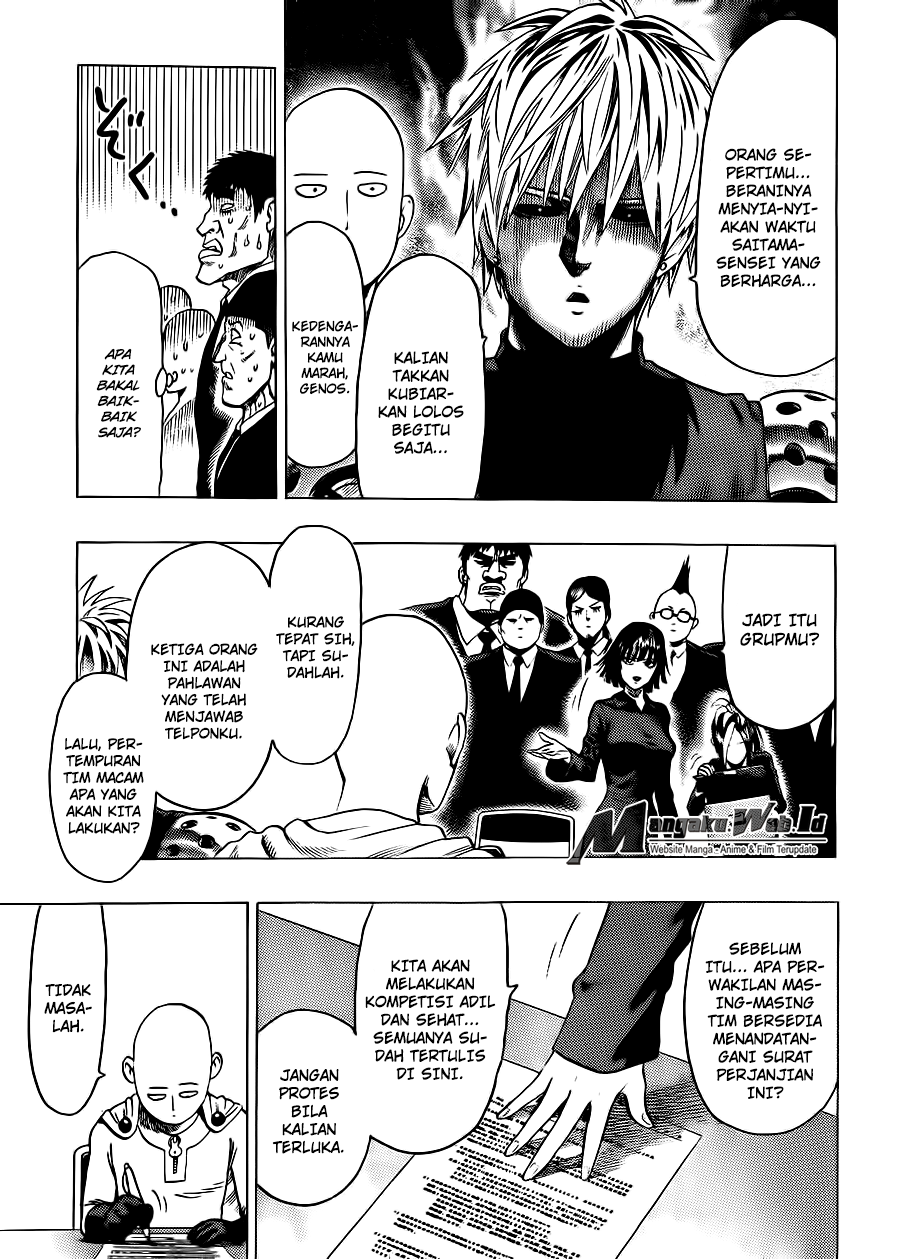 ORANG SE-
PERTIMU...
BERANINYA
MENYIA-NYI-
AKAN WAKTU
SAITAMA-
SENSEI YANG
BERHARGA...
KALIAN
TAKKAN
KUBIAR-
KAN LOLOS
BEGITU
SAJA...
KEDENGA-
RANNYA
KAMU
MARAH,
GENOS.
ぞくっ...
APA
KITA
BAKAL
BAIK-
BAIK
SAJA?
JADI ITU
GRUPMU?
KURANG
TEPAT SIH,
TAPI SU-
DAHLAH.
KETIGA ORANG
INI ADALAH
PAHLAWAN
YANG TELAH
MENJAWAB
TELPONKU.
LALU, PER-
TEMPURAN
TIM MACAM
APA YANG
AKAN KITA
LAKUKAN?
Mangaku Web.Id
Website Manga - Anime & Film Terupdate
SEBELUM
ITU... APA PER-
WAKILAN MAS-
ING-MASING
TIM BERSEDIA
MENANDATAN-
GANI SURAT
PERJANJIAN
INI?
KITA AKAN
MELAKUKAN
KOMPETISI ADIL
DAN SEHAT...
SEMUANYA SU-
DAH TERTULIS
DI SINI.
JANGAN
PROTES
BILA
KALIAN
TERLUKA.
TIDAK
MASA-
LAH.